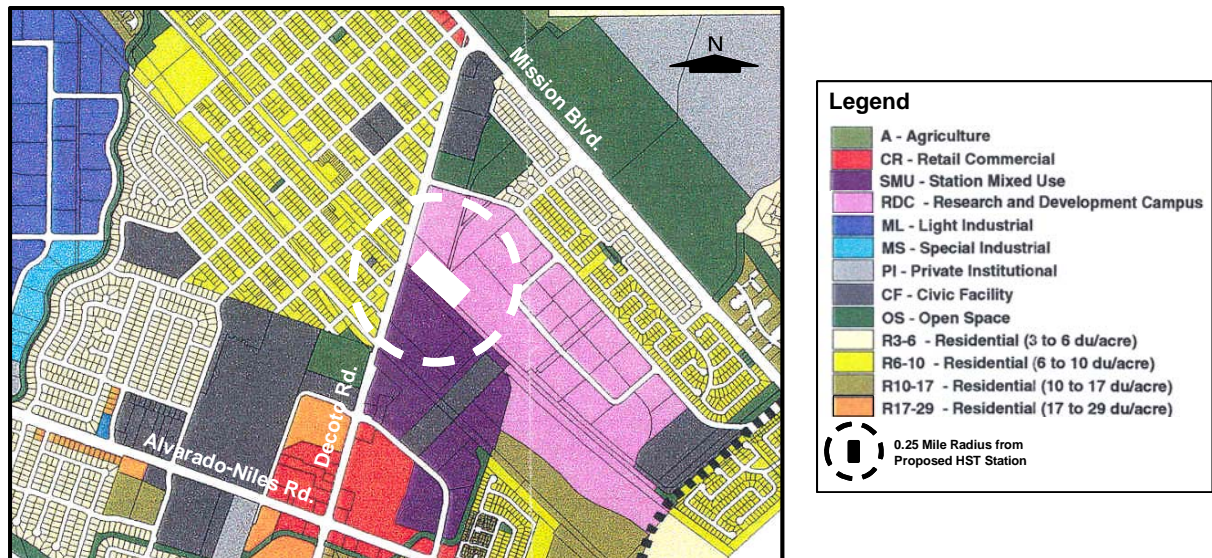 N
Mission Blvd.
Decoto Rd.
Alvarado-Niles Rd.
Legend
A - Agriculture
CR - Retail Commercial
SMU - Station Mixed Use
RDC - Research and Development Campus
ML - Light Industrial
MS - Special Industrial
PI - Private Institutional
CF - Civic Facility
OS - Open Space
R3-6 - Residential (3 to 6 du/acre)
R6-10 - Residential (6 to 10 du/acre)
R10-17 - Residential (10 to 17 du/acre)
R17-29 - Residential (17 to 29 du/acre)
0.25 Mile Radius from
Proposed HST Station